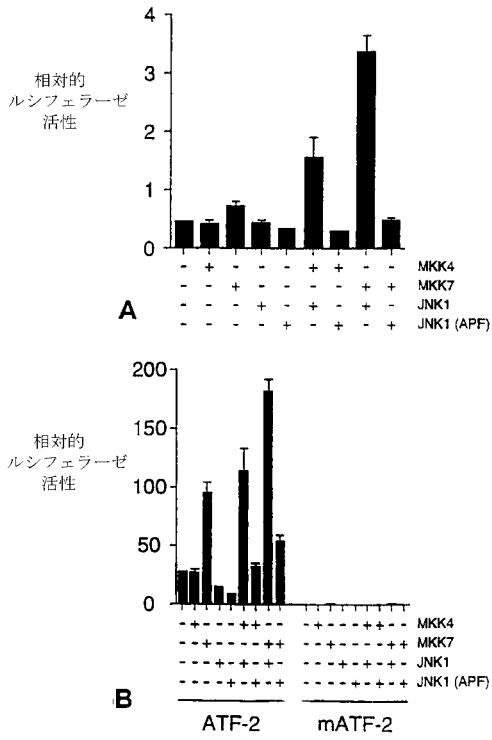 4
3
2
1
0
相対的
ルシフェラーゼ
活性
- + - - - + + - - MKK4
- - + - - - - + + MKK7
- - - + - + - + - JNK1
- - - - + - + - + JNK1 (APF)
A
200
150
100
50
0
相対的
ルシフェラーゼ
活性
- + - - - + + - - - + - - - + + - - MKK4
- - + - - - - + + - - + - - - - + + MKK7
- - - + - + - + - - - - + - + - + - JNK1
- - - - + - + - + - - - - + - + - + JNK1 (APF)
B
ATF-2 mATF-2